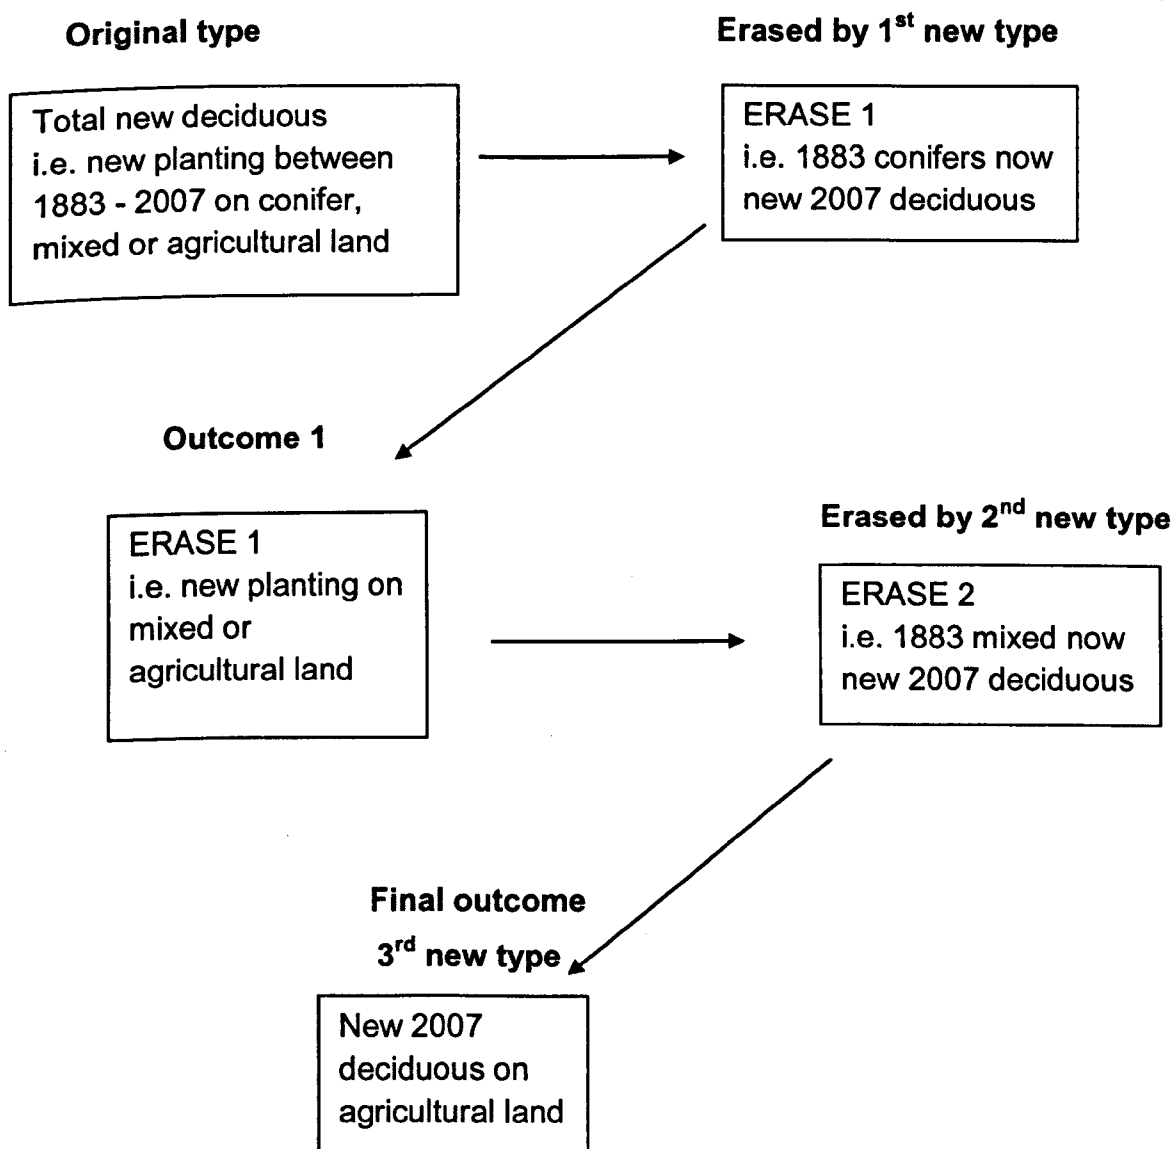 Original type
Total new deciduous
i.e. new planting between
1883 - 2007 on conifer,
mixed or agricultural land
Erased by 1st new type
ERASE 1
i.e. 1883 conifers now
new 2007 deciduous
Outcome 1
ERASE 1
i.e. new planting on
mixed or
agricultural land
Erased by 2nd new type
ERASE 2
i.e. 1883 mixed now
new 2007 deciduous
Final outcome
3rd new type
New 2007
deciduous on
agricultural land